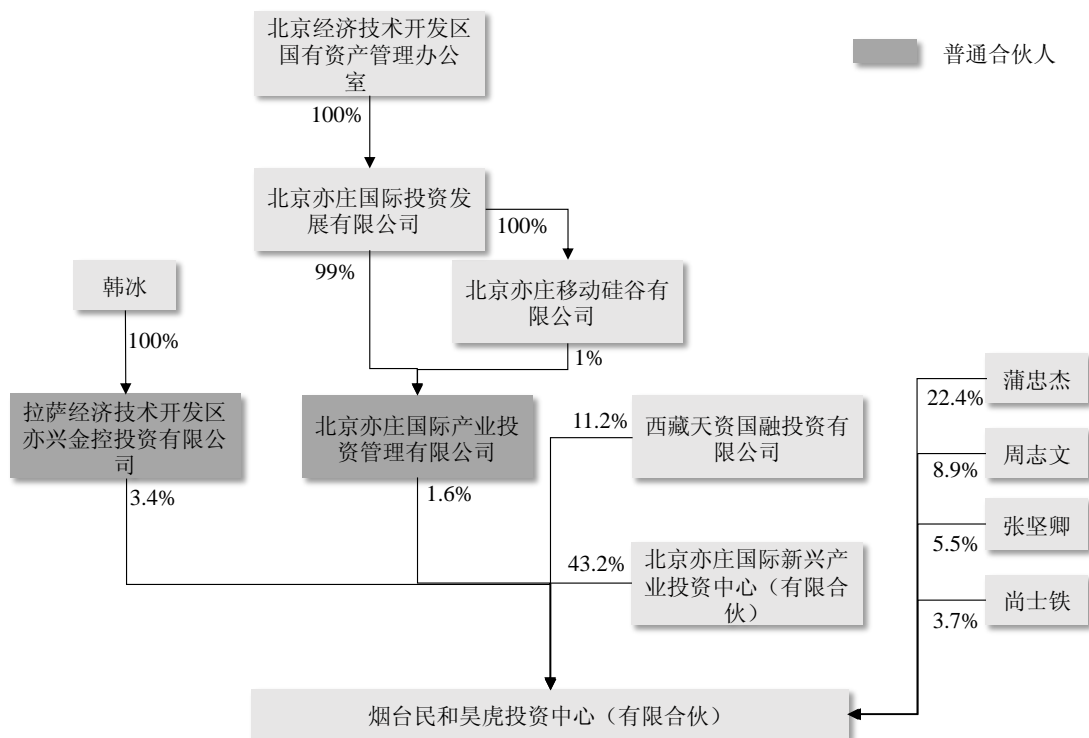 北京经济技术开发区
国有资产管理办公
室
普通合伙人
100%
北京亦庄国际投资发
展有限公司
100%
99%
韩冰
北京亦庄移动硅谷有
限公司
100%
1%
拉萨经济技术开发区
亦兴金控投资有限公
司
北京亦庄国际产业投
资管理有限公司
11.2%
西藏天资国融投资有
限公司
蒲忠杰
22.4%
周志文
8.9%
3.4%
1.6%
张坚卿
5.5%
43.2%
北京亦庄国际新兴产
业投资中心（有限合
伙）
尚士铁
3.7%
烟台民和昊虎投资中心（有限合伙）